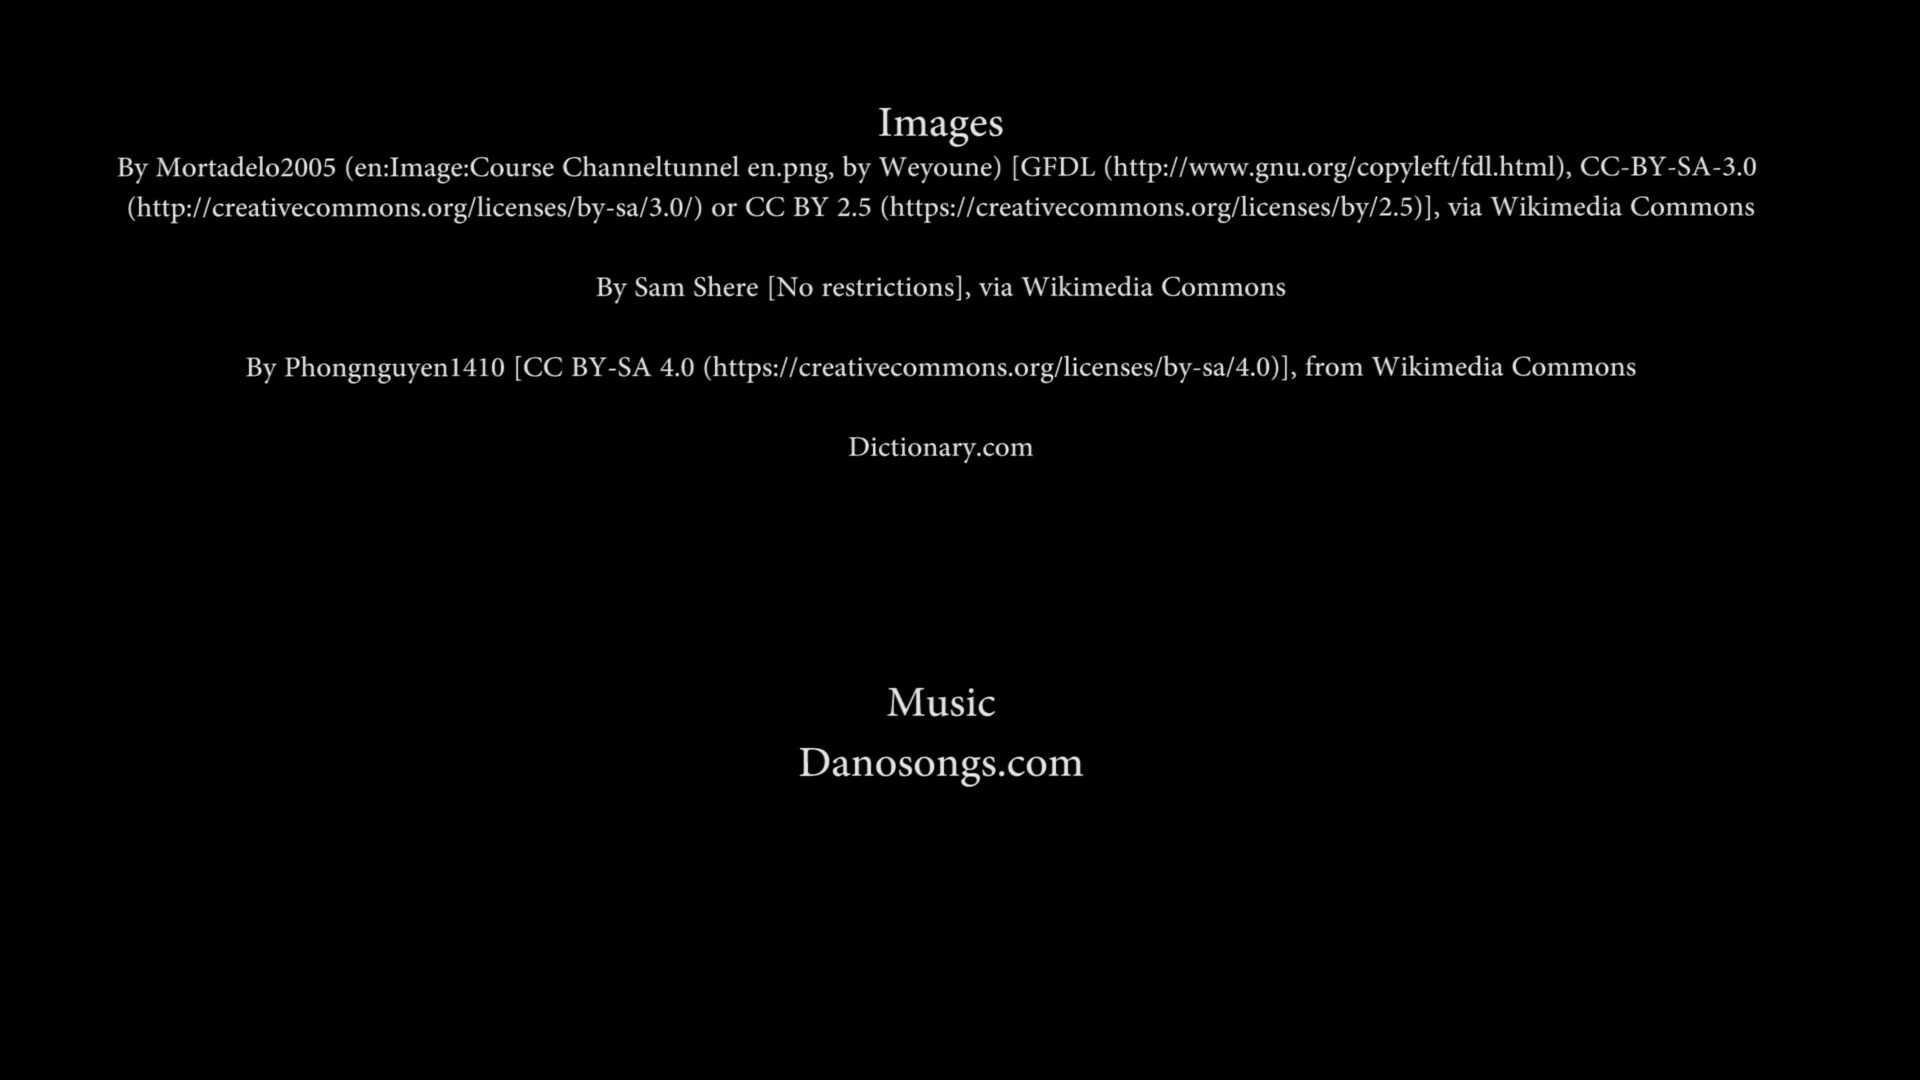 Images
By Mortadelo2005 (en:Image:Course Channeltunnel en.png, by Weyoune) [GFDL (http://www.gnu.org/copyleft/fdl.html), CC-BY-SA-3.0
(http://creativecommons.org/licenses/by-sa/3.0/) or CC BY 2.5 (https://creativecommons.org/licenses/by/2.5)], via Wikimedia Commons
By Sam Shere [No restrictions], via Wikimedia Commons
By Phongnguyen1410 [CC BY-SA 4.0 (https://creativecommons.org/licenses/by-sa/4.0)], from Wikimedia Commons
Dictionary.com
Music
Danosongs.com